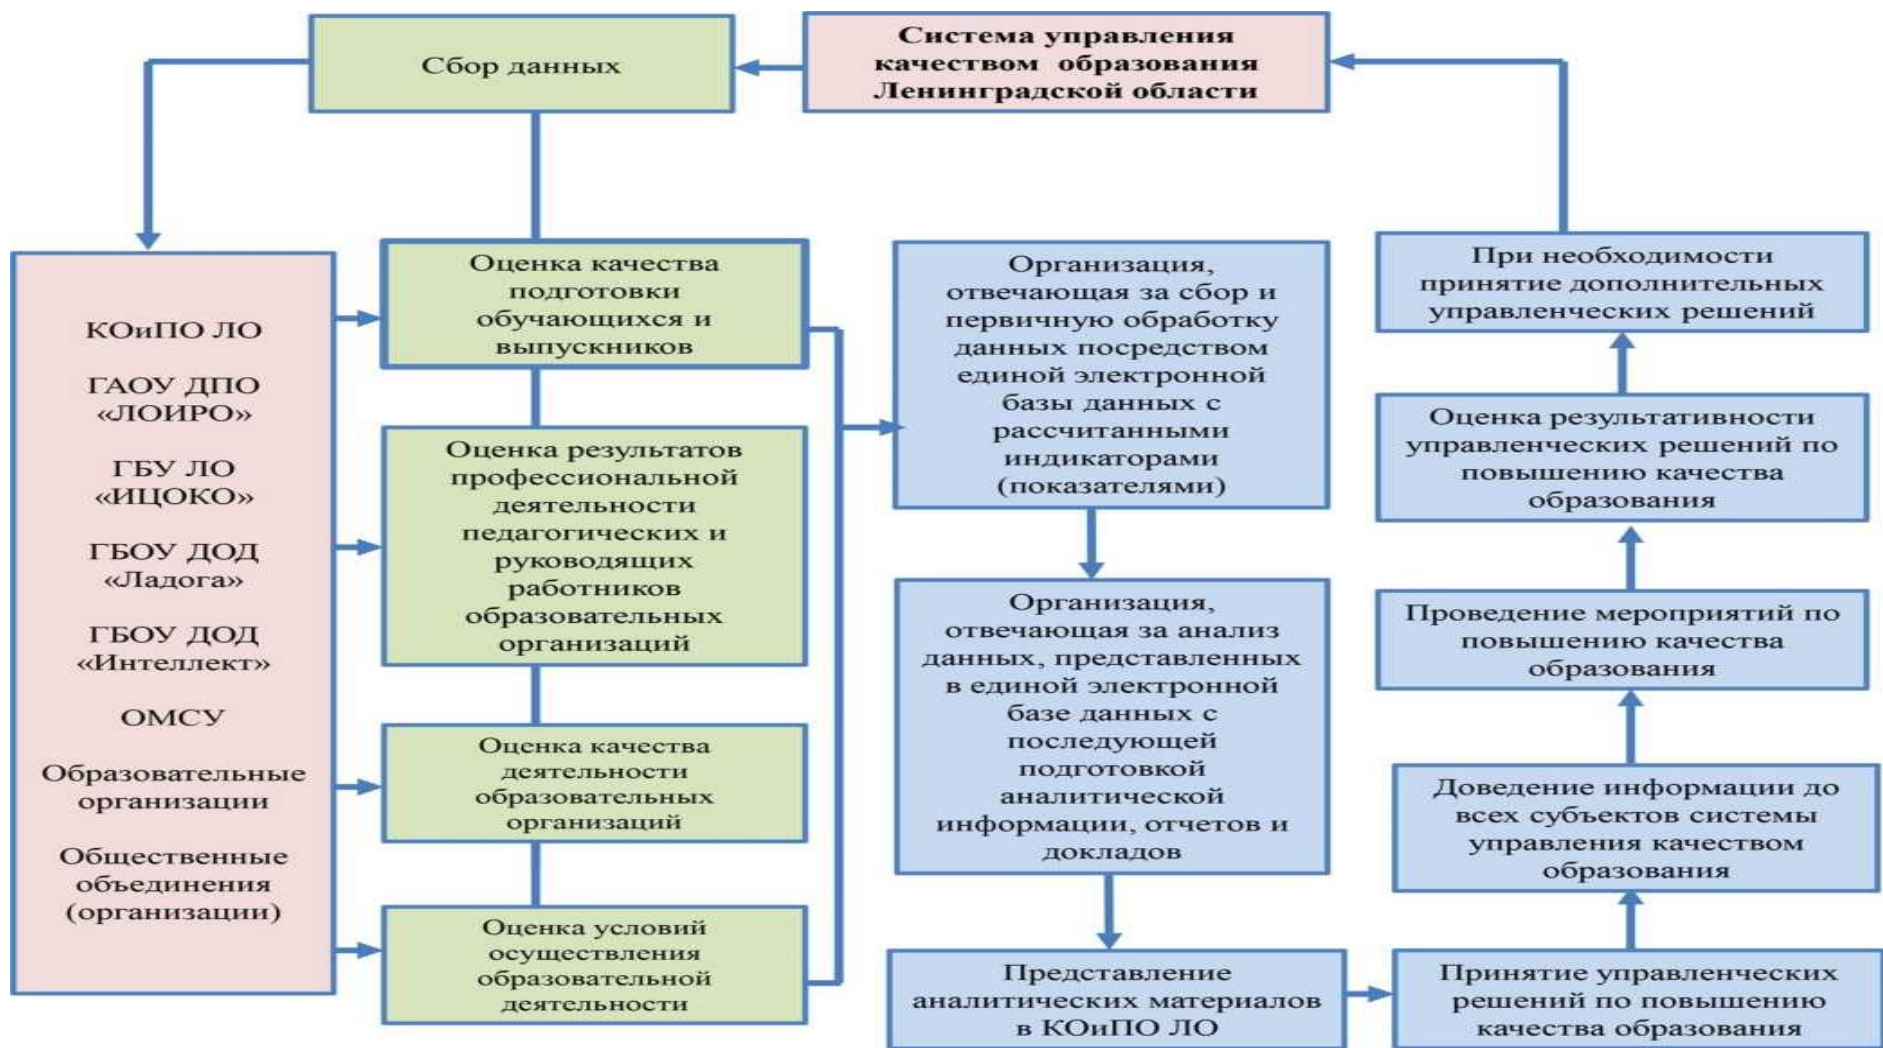 Сбор данных
Система управления
качеством образования
Ленинградской области
КОиПО ЛО
ГАОУ ДПО
«ЛОИРО»
ГБУ ЛО
«ИЦОКО»
ГБОУ ДОД
«Ладога»
ГБОУ ДОД
«Интеллект»
ОМСУ
Образовательные
организации
Общественные
объединения
(организации)
Оценка качества
подготовки
обучающихся и
выпускников
Оценка результатов
профессиональной
деятельности
педагогических и
руководящих
работников
образовательных
организаций
Оценка качества
деятельности
образовательных
организаций
Оценка условий
осуществления
образовательной
деятельности
Организация,
отвечающая за сбор и
первичную обработку
данных посредством
единой электронной
базы данных с
рассчитанными
индикаторами
(показателями)
Организация,
отвечающая за анализ
данных, представленных
в единой электронной
базе данных с
последующей
подготовкой
аналитической
информации, отчетов и
докладов
Представление
аналитических материалов
в КОиПО ЛО
Принятие управленческих
решений по повышению
качества образования
Доведение информации до
всех субъектов системы
управления качеством
образования
Проведение мероприятий по
повышению качества
образования
Оценка результативности
управленческих решений по
повышению качества
образования
При необходимости
принятие дополнительных
управленческих решений